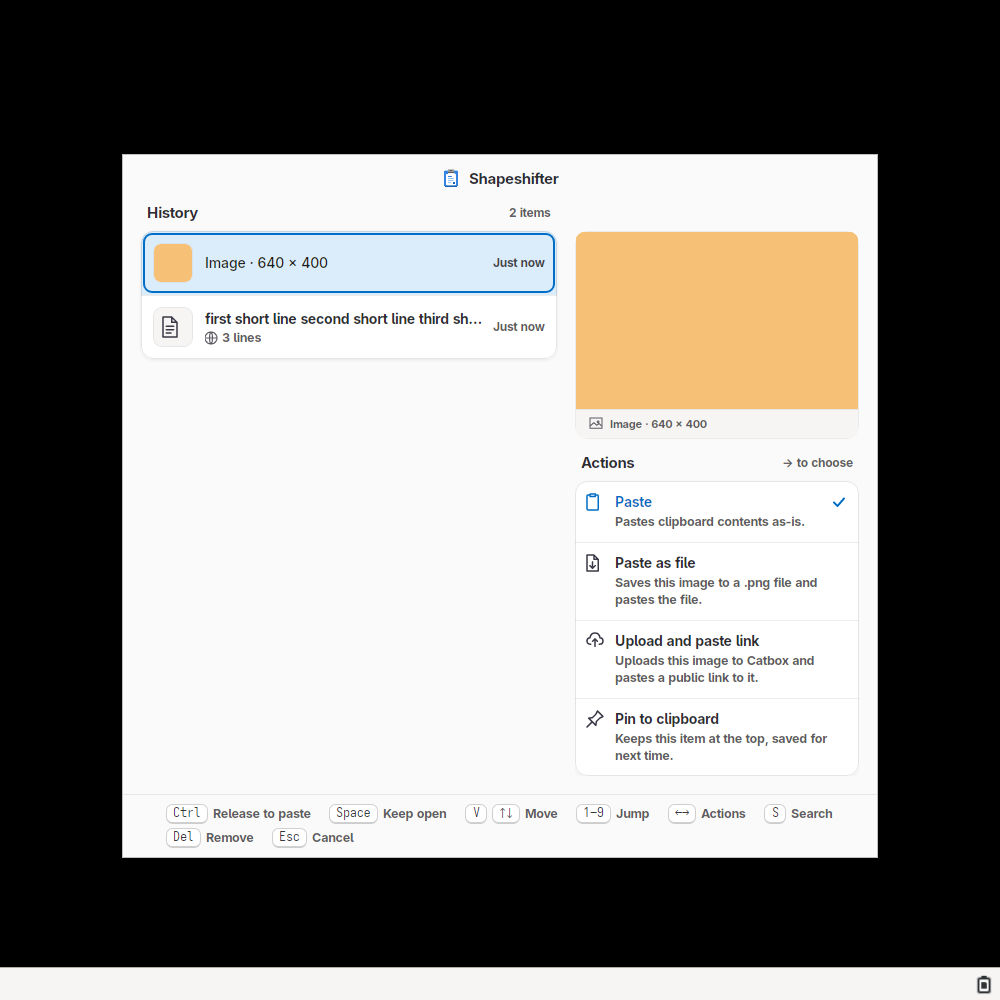 Shapeshifter
History
2 items
Image · 640 × 400
Just now
first short line second short line third sh…
3 lines
Just now
Image · 640 × 400
Actions
→ to choose
Paste
Pastes clipboard contents as-is.
Paste as file
Saves this image to a .png file and
pastes the file.
Upload and paste link
Uploads this image to Catbox and
pastes a public link to it.
Pin to clipboard
Keeps this item at the top, saved for
next time.
Ctrl Release to paste Space Keep open V ↑↓ Move 1–9 Jump ←→ Actions S Search
Del Remove Esc Cancel